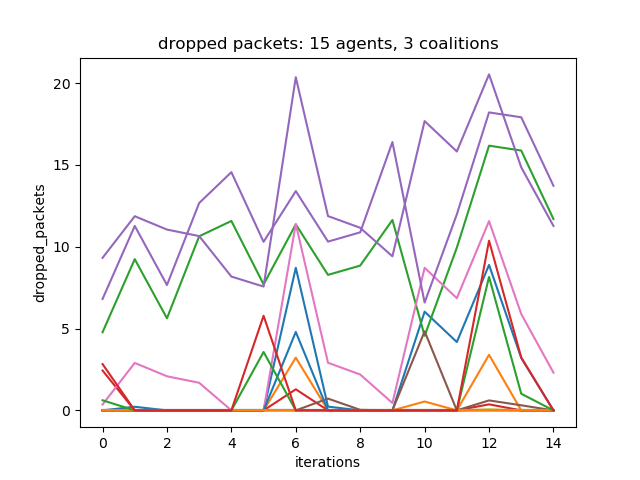 dropped packets: 15 agents, 3 coalitions
20
15
10
5
0
dropped_packets
0 2 4 6 8 10 12 14
iterations